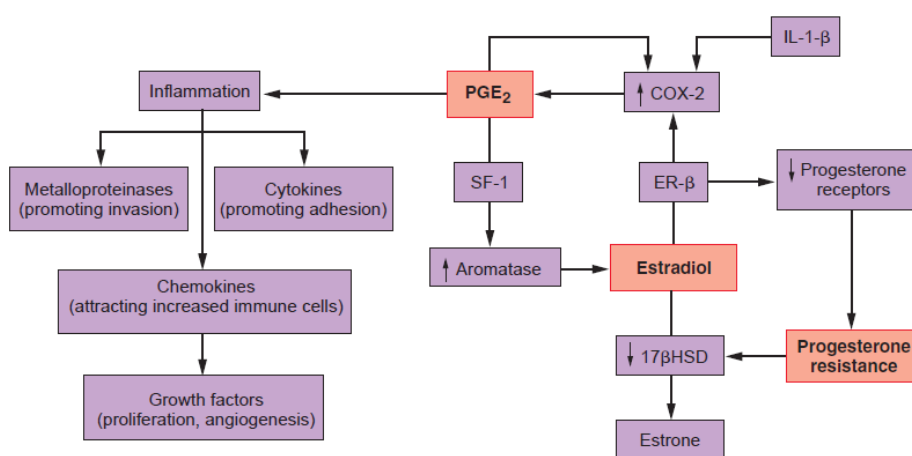 IL-1-β
Inflammation
PGE₂
↑ COX-2
Metalloproteinases
(promoting invasion)
Cytokines
(promoting adhesion)
SF-1
ER-β
↓ Progesterone
receptors
↑ Aromatase
Estradiol
Chemokines
(attracting increased immune cells)
↓ 17βHSD
Progesterone
resistance
Growth factors
(proliferation, angiogenesis)
Estrone